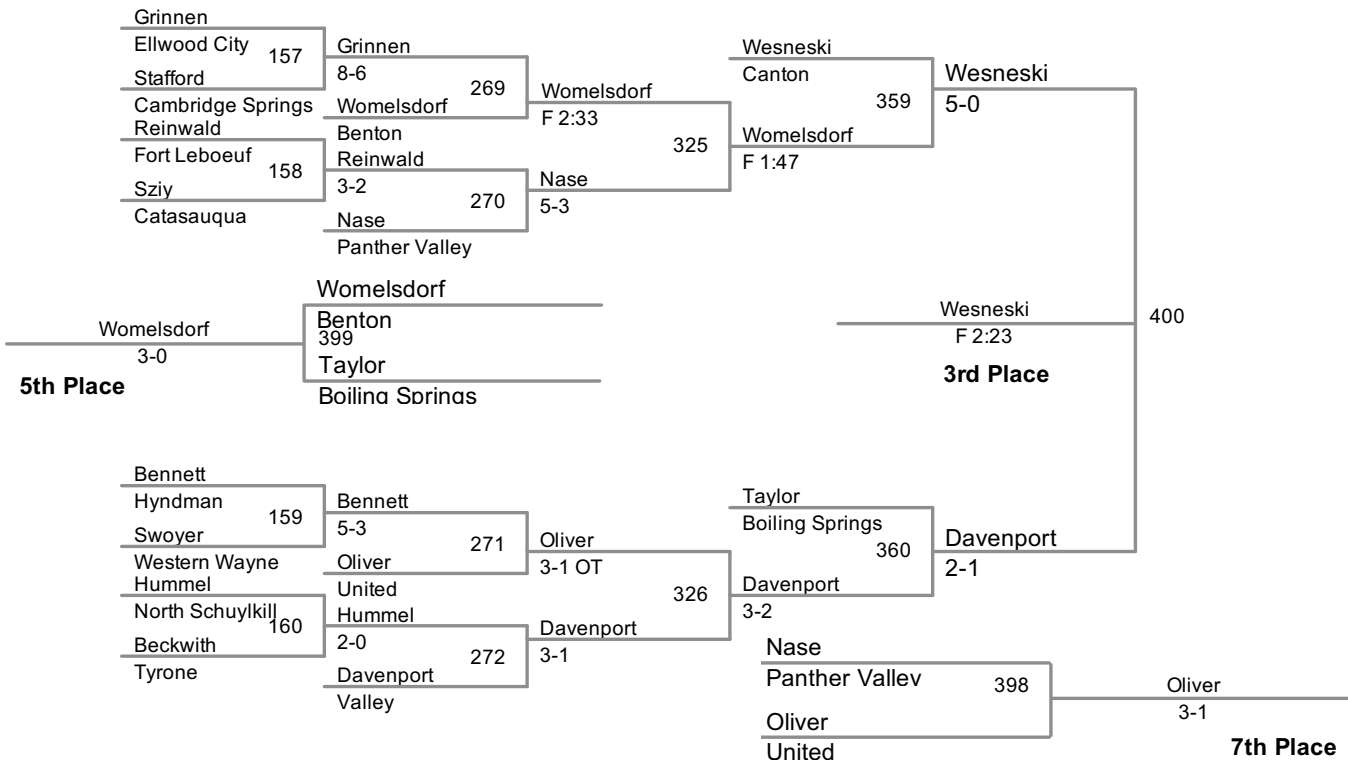 Grinnen
Ellwood City
157
Stafford
Cambridge Springs
Reinwald
Fort Leboeuf
158
Sziy
Catasauqua
Grinnen
8-6
269
Womelsdorf
Benton
Reinwald
3-2
270
Nase
Panther Valley
Womelsdorf
F 2:33
325
Nase
5-3
Wesneski
Canton
359
Womelsdorf
F 1:47
Wesneski
5-0
Womelsdorf
Benton
399
Taylor
Boiling Springs
Womelsdorf
3-0
5th Place
Wesneski
F 2:23
3rd Place
400
Bennett
Hyndman
159
Swoyer
Western Wayne
Hummel
North Schuylkill
160
Beckwith
Tyrone
Bennett
5-3
271
Oliver
United
Hummel
2-0
272
Davenport
Valley
Oliver
3-1 OT
326
Davenport
3-1
Taylor
Boiling Springs
360
Davenport
3-2
Davenport
2-1
Nase
Panther Valley
398
Oliver
United
Oliver
3-1
7th Place